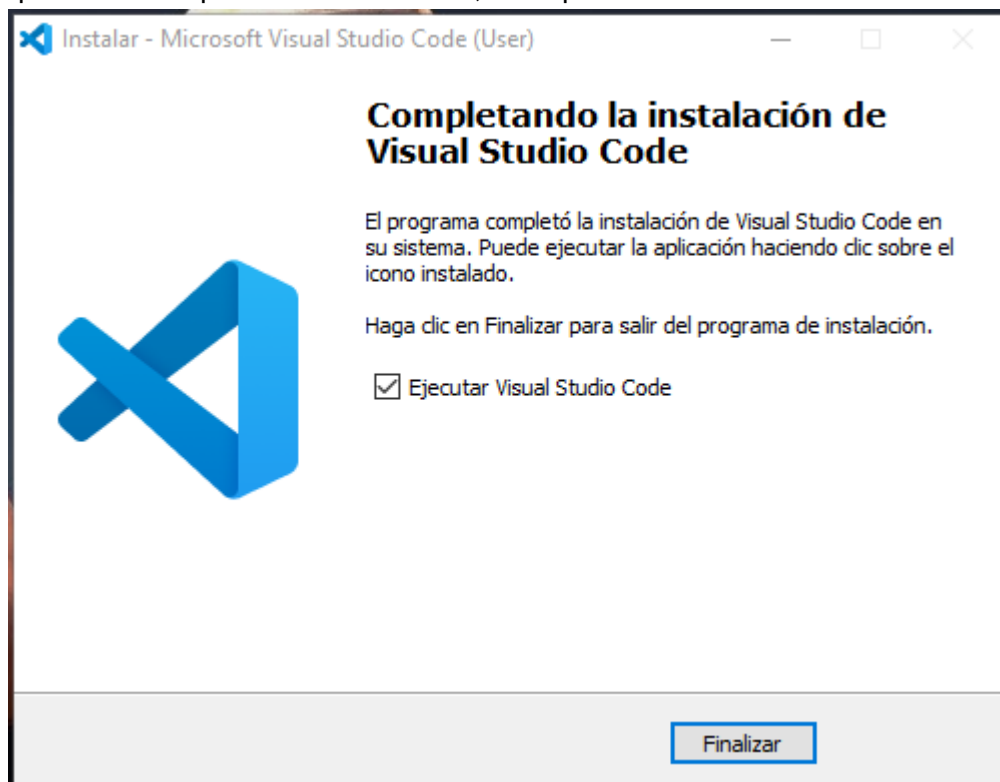 Instalar - Microsoft Visual Studio Code (User)
Completando la instalación de
Visual Studio Code
El programa completó la instalación de Visual Studio Code en
su sistema. Puede ejecutar la aplicación haciendo clic sobre el
icono instalado.
Haga clic en Finalizar para salir del programa de instalación.
Ejecutar Visual Studio Code
Finalizar